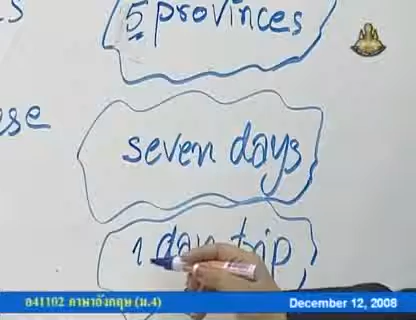 5 provinces
seven days
1 day trip
อ41102 ภาษาอังกฤษ (ม.4)
December 12, 2008